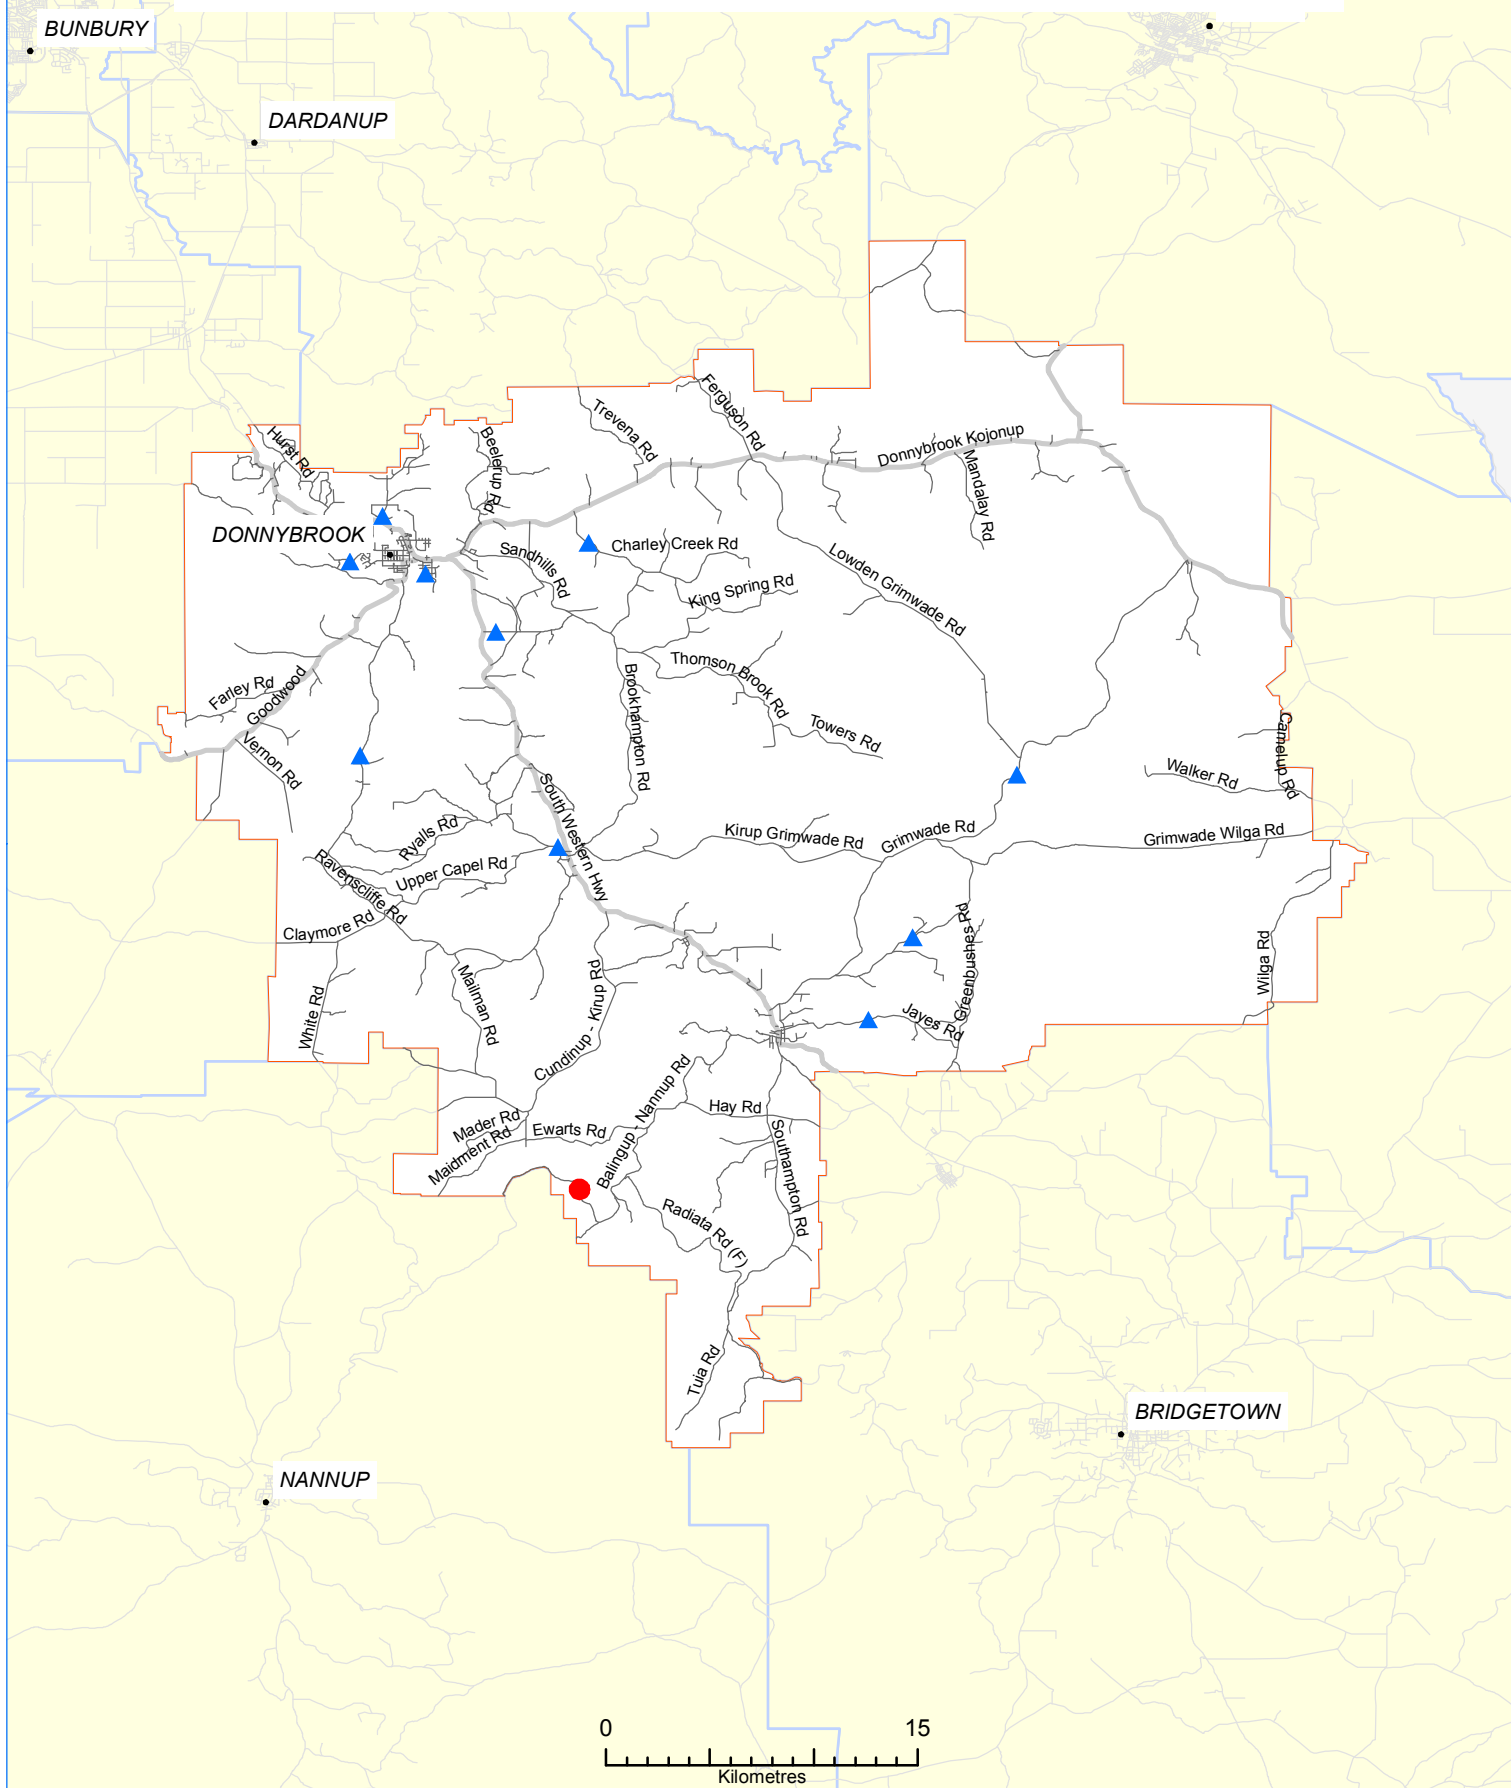 BUNBURY
DARDANUP
Ferguson Rd
Trevena Rd
Hurst Rd
Beelerup Rd
Donnybrook Kojonup
Mandalay Rd
DONNYBROOK
Sandhills Rd
Charley Creek Rd
King Spring Rd
Lowden Grimwade Rd
Thomson Brook Rd
Brookhampton Rd
Farley Rd
Goodwood
Vernon Rd
Towers Rd
Camelup Rd
Walker Rd
South Western Hwy
Ryalls Rd
Kirup Grimwade Rd
Grimwade Rd
Grimwade Wilga Rd
Upper Capel Rd
Ravenscliffe Rd
Claymore Rd
Greenbushes Rd
Wilga Rd
Mailman Rd
White Rd
Cundinup - Kirup Rd
Jayes Rd
Balingup - Nannup Rd
Hay Rd
Mader Rd
Ewarts Rd
Maidment Rd
Southampton Rd
Radiata Rd (F)
Tuia Rd
BRIDGETOWN
NANNUP
0 15
Kilometres